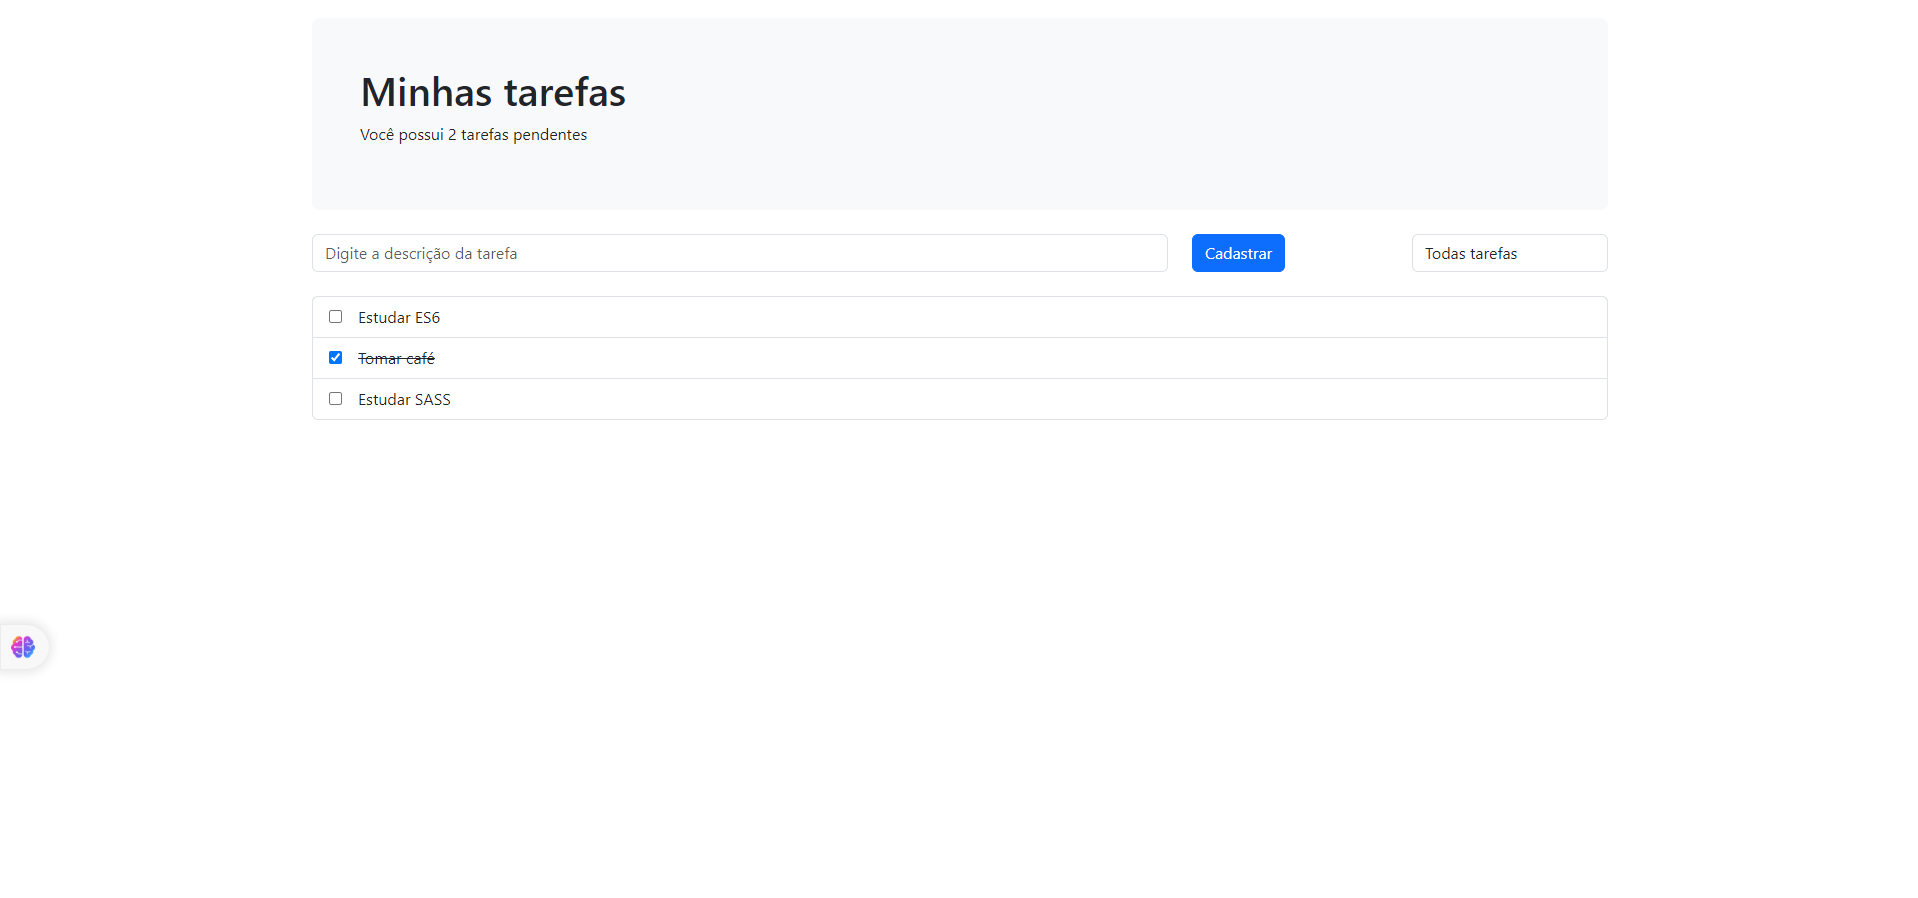 Minhas tarefas
Você possui 2 tarefas pendentes
Digite a descrição da tarefa
Cadastrar
Todas tarefas
Estudar ES6
Tomar café
Estudar SASS